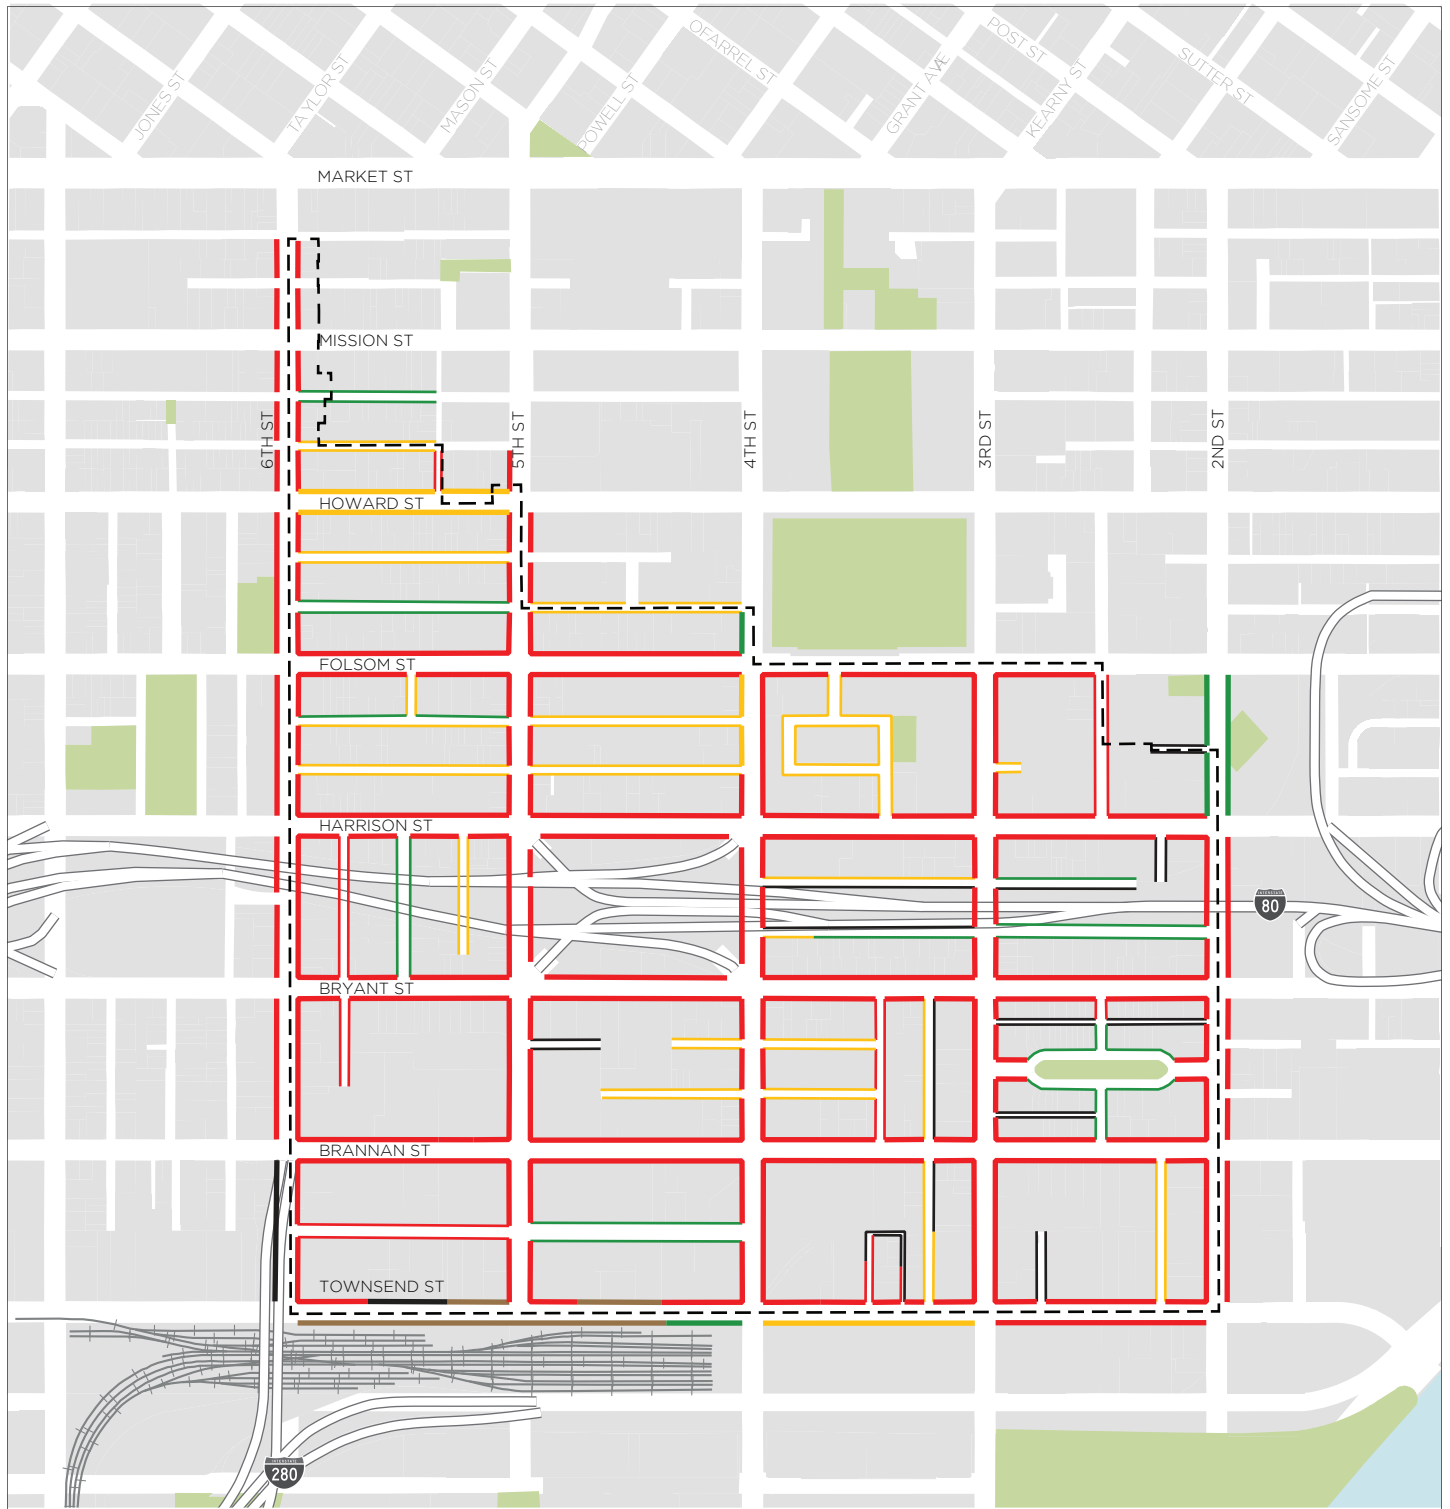 JONES ST
TAYLOR ST
MASON ST
POWELL ST
OFARREL ST
GRANT AVE
POST ST
KEARNY ST
SUTTER ST
SANSOME ST
MARKET ST
MISSION ST
6TH ST
5TH ST
4TH ST
3RD ST
2ND ST
HOWARD ST
FOLSOM ST
HARRISON ST
INTERSTATE
80
BRYANT ST
BRANNAN ST
TOWNSEND ST
INTERSTATE
280